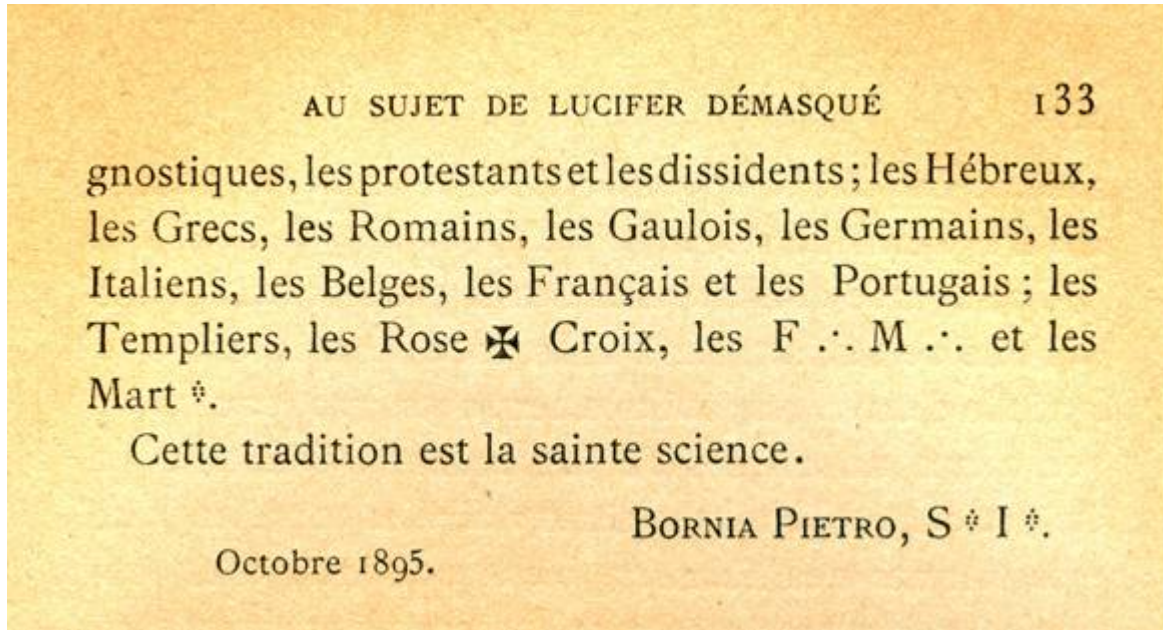 AU SUJET DE LUCIFER DÉMASQUÉ 133
gnostiques, les protestants et les dissidents ; les Hébreux,
les Grecs, les Romains, les Gaulois, les Germains, les
Italiens, les Belges, les Français et les Portugais ; les
Templiers, les Rose ✠ Croix, les F ∴ M ∴ et les
Mart ⁂.
Cette tradition est la sainte science.
BORNIA PIETRO, S ⁂ I ⁂.
Octobre 1895.